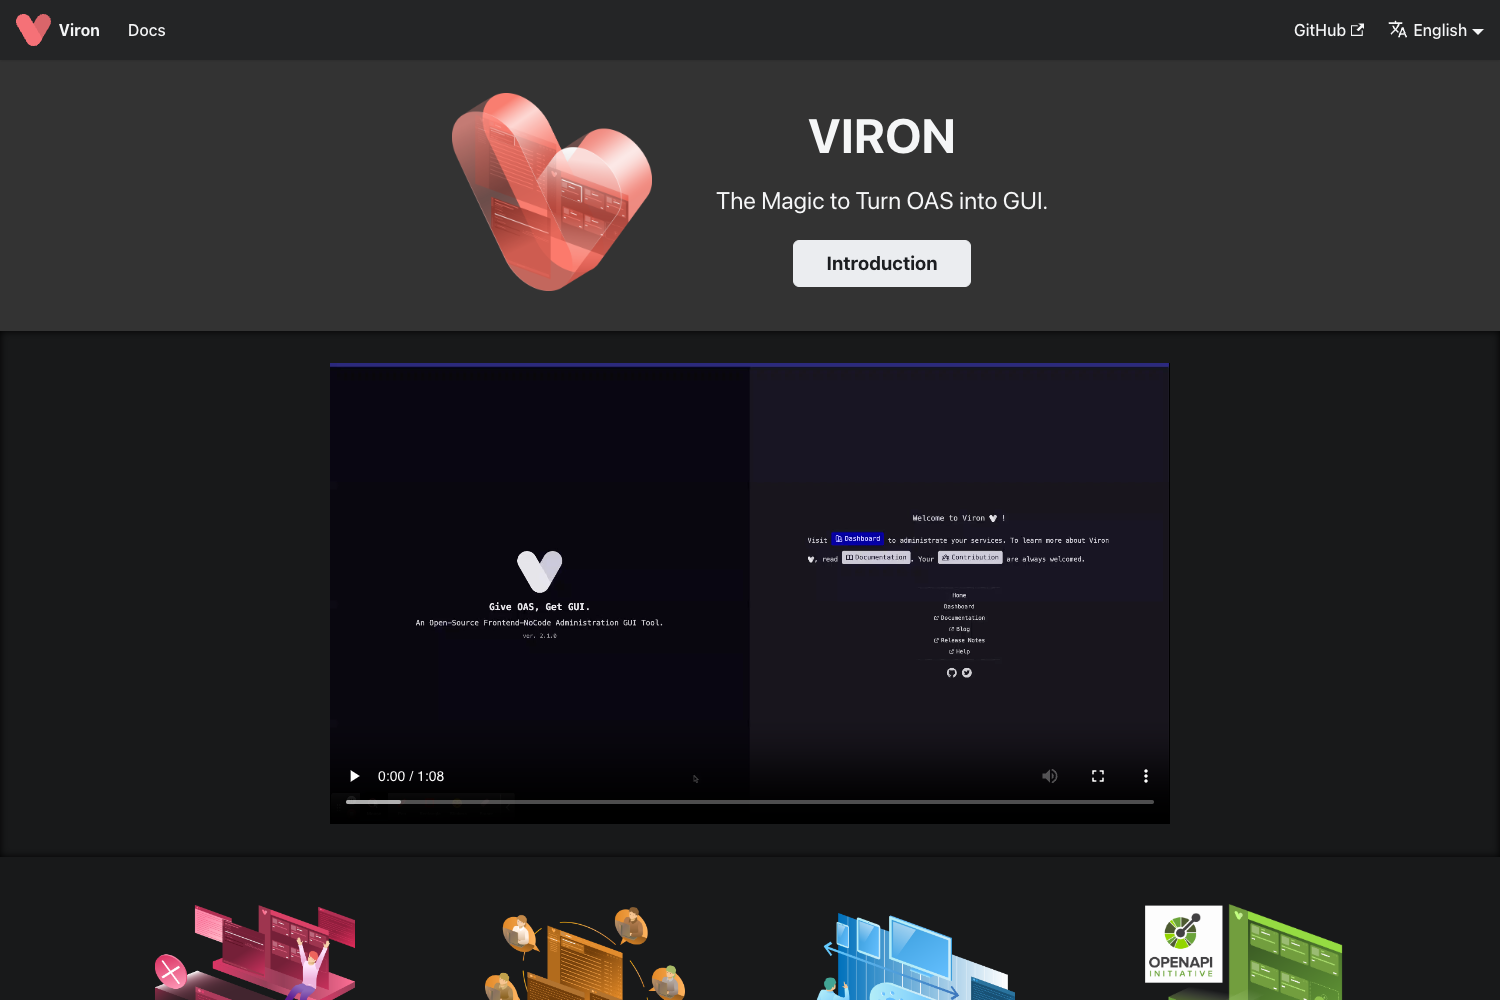 Viron
Docs
GitHub
English
VIRON
The Magic to Turn OAS into GUI.
Introduction
Give OAS, Get GUI.
An Open-Source Frontend-NoCode Administration GUI Tool.
ver. 2.1.0
Welcome to Viron !
Visit Dashboard to administrate your services. To learn more about Viron
, read Documentation. Your Contribution are always welcomed.
Home
Dashboard
Documentation
Blog
Release Notes
Help
0:00 / 1:08
OPENAPI
INITIATIVE